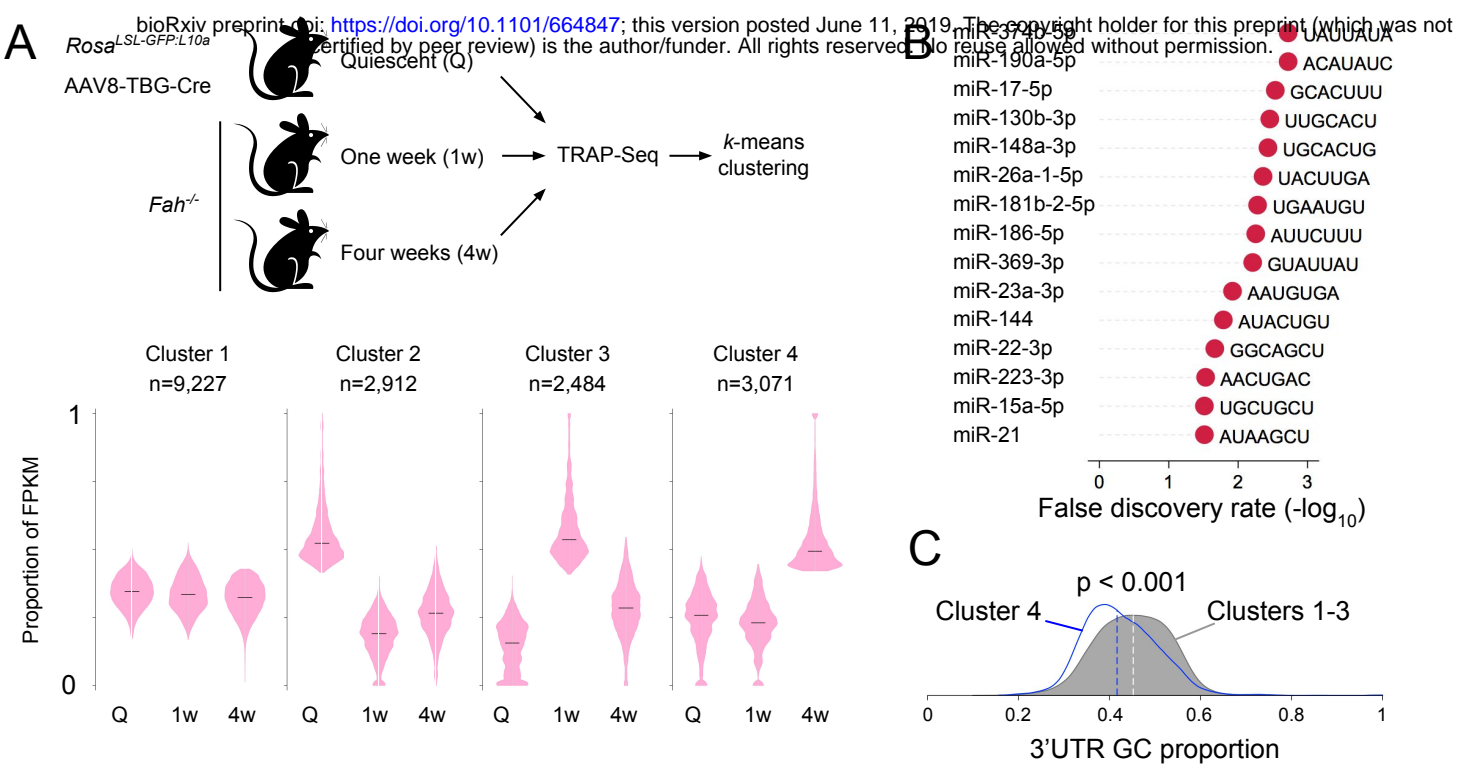 bioRxiv preprint doi: https://doi.org/10.1101/664847; this version posted June 11, 2019. The copyright holder for this preprint (which was not
certified by peer review) is the author/funder. All rights reserved. No reuse allowed without permission.
A
Rosa^LSL-GFP:L10a
AAV8-TBG-Cre
Fah-/-
Quiescent (Q)
One week (1w)
Four weeks (4w)
TRAP-Seq
k-means
clustering
Cluster 1
n=9,227
Cluster 2
n=2,912
Cluster 3
n=2,484
Cluster 4
n=3,071
Proportion of FPKM
1
0
Q 1w 4w
Q 1w 4w
Q 1w 4w
Q 1w 4w
B
miR-374b-5p UAUUAUA
miR-190a-5p ACAUAUC
miR-17-5p GCACUUU
miR-130b-3p UUGCACU
miR-148a-3p UGCACUG
miR-26a-1-5p UACUUGA
miR-181b-2-5p UGAAUGU
miR-186-5p AUUCUUU
miR-369-3p GUAUUAU
miR-23a-3p AAUGUGA
miR-144 AUACUGU
miR-22-3p GGCAGCU
miR-223-3p AACUGAC
miR-15a-5p UGCUGCU
miR-21 AUAAGCU
0 1 2 3
False discovery rate (-log10)
C
p < 0.001
Cluster 4
Clusters 1-3
0 0.2 0.4 0.6 0.8 1
3'UTR GC proportion